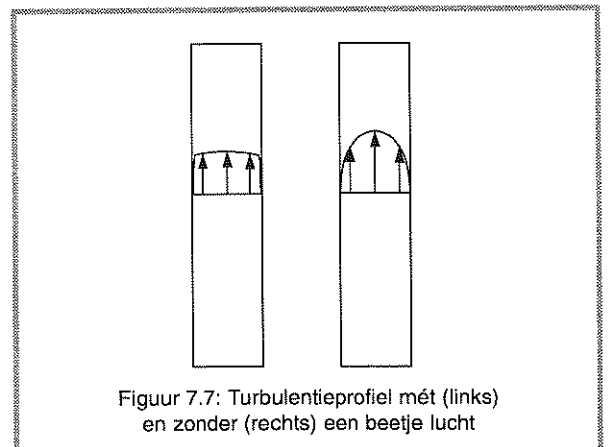 Figuur 7.7: Turbulentieprofiel mét (links)
en zonder (rechts) een beetje lucht